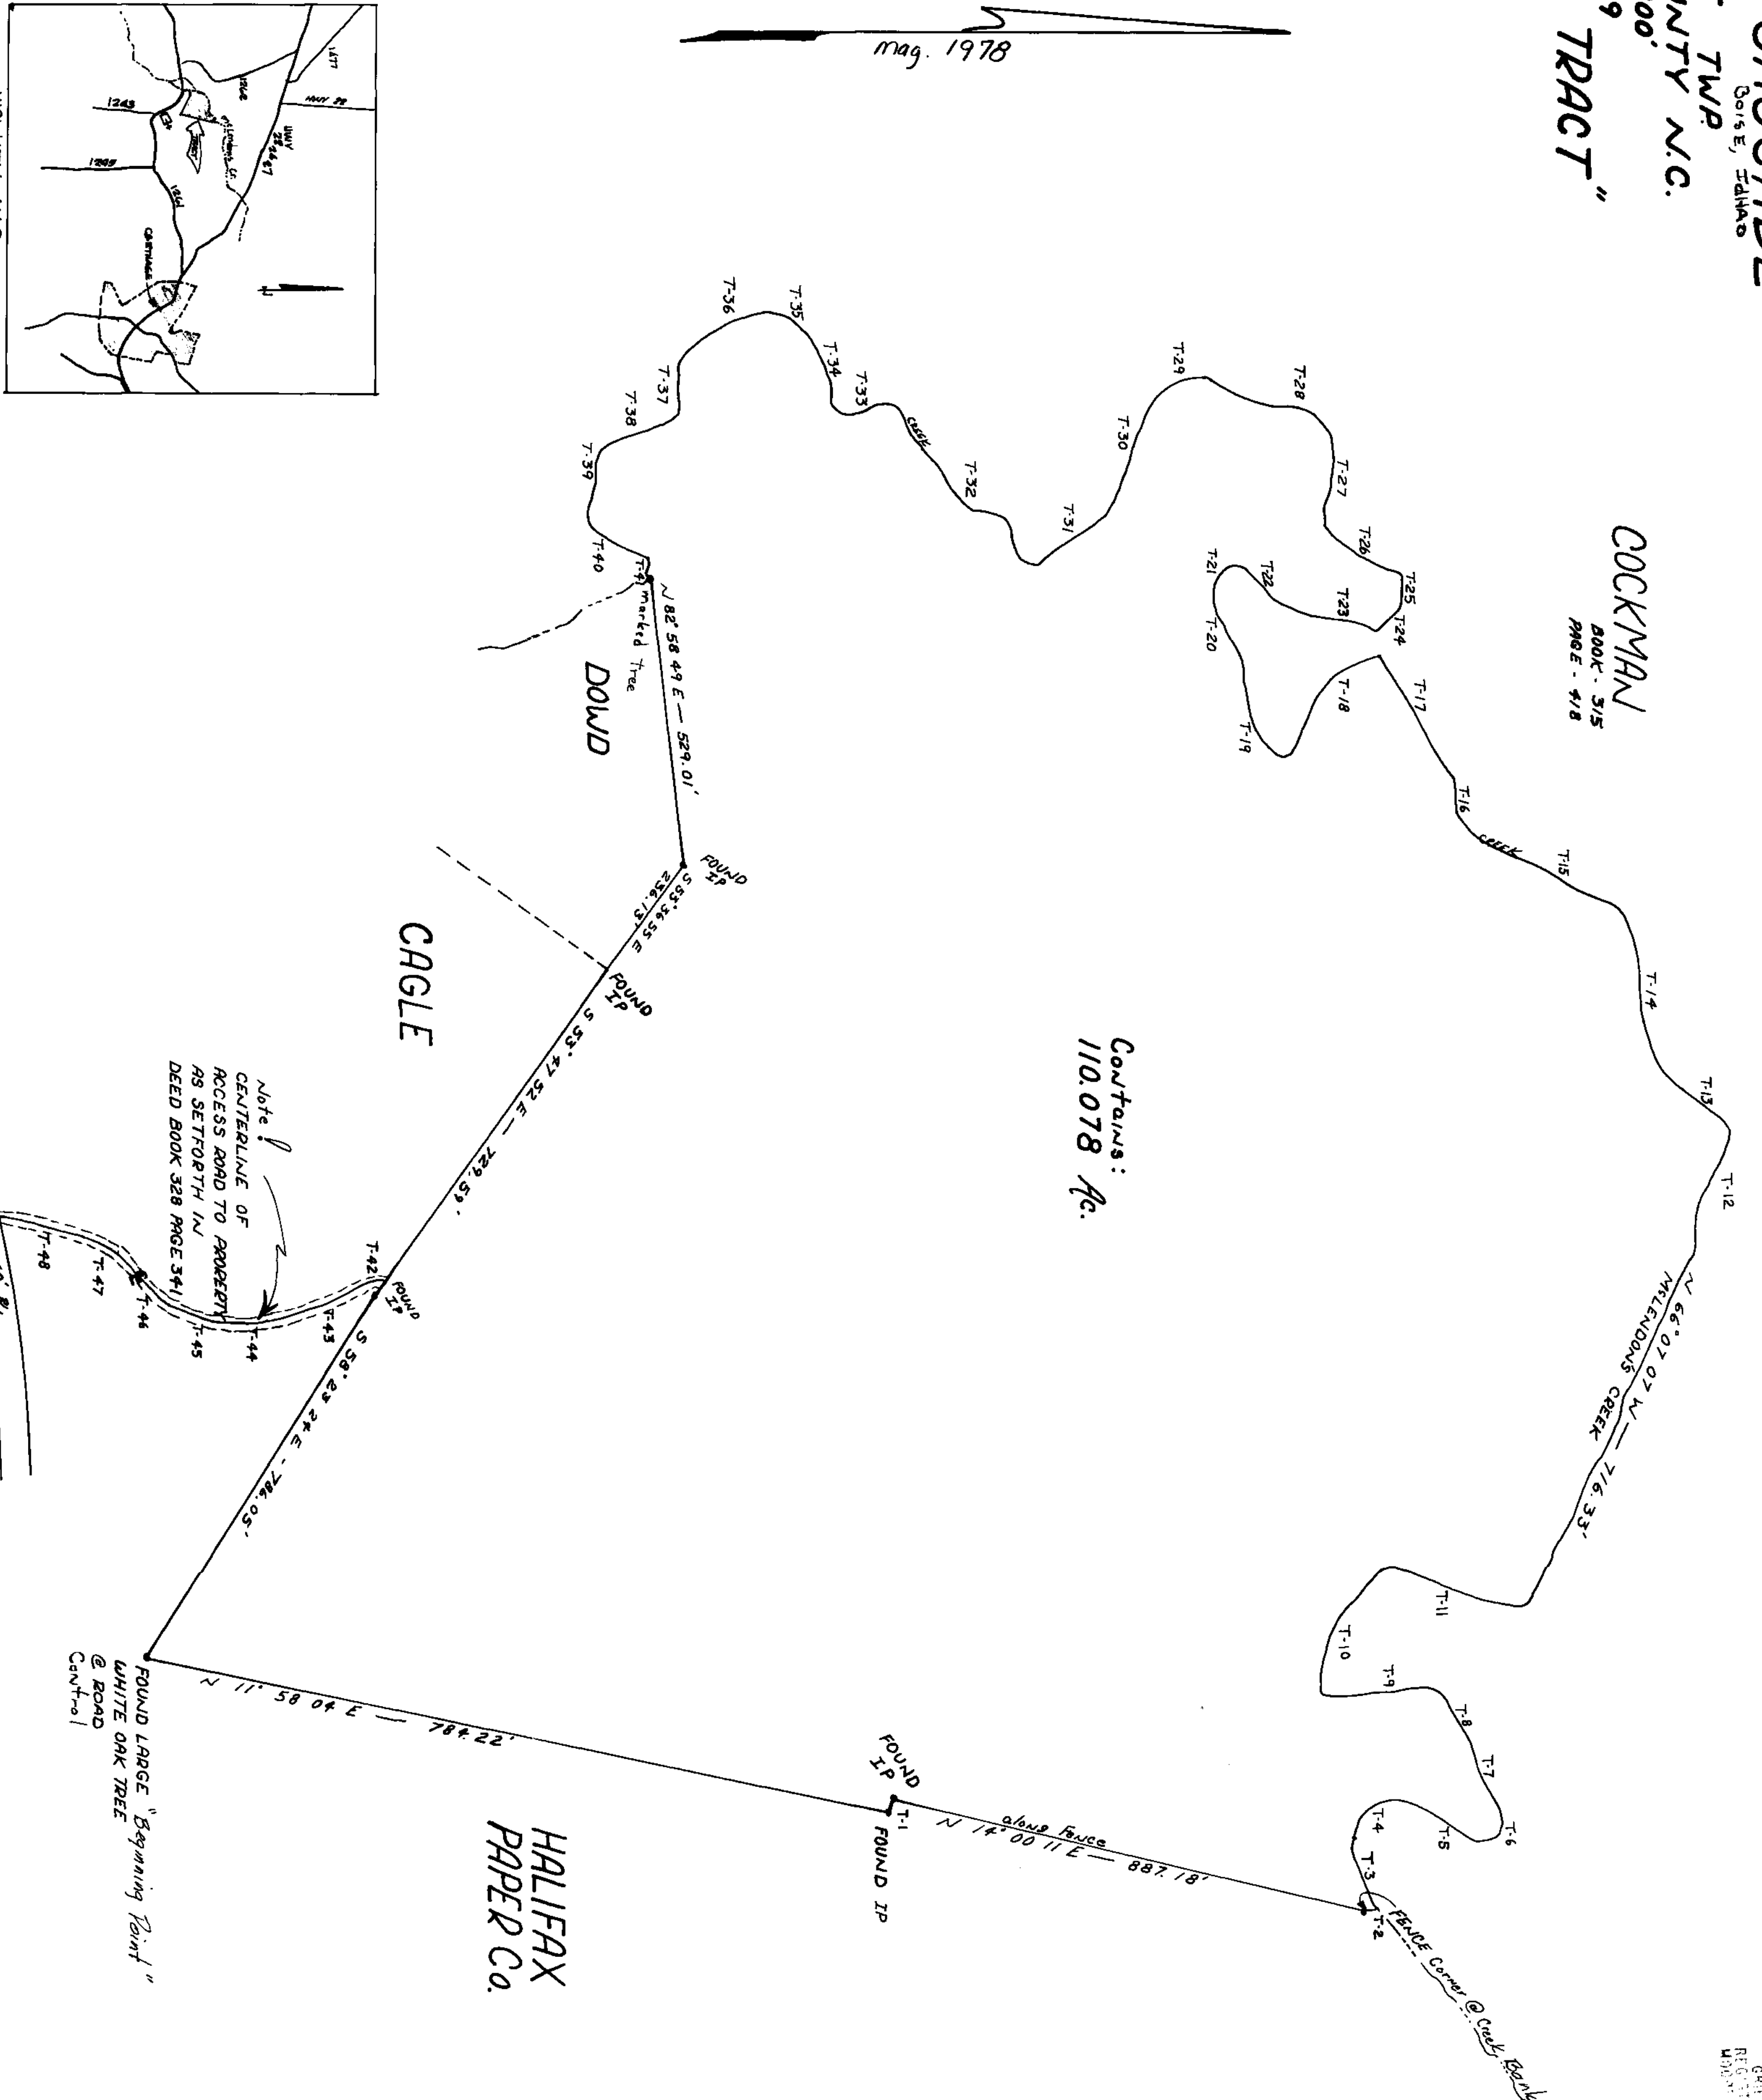 Boise, Idaho
TWP.
N.C.
TRACT "
mag. 1978
1477
1262
HWY 22
HWY
22 24 & 27
1243
1261
CARTHAGE
N
COCKMAN
BOOK - 315
PAGE - 418
T-12
T-13
T-14
T-15
CREEK
T-16
T-17
T-18
T-19
T-20
T-21
T-22
T-23
T-24
T-25
T-26
T-27
T-28
T-29
T-30
T-31
T-32
CREEK
T-33
T-34
T-35
T-36
T-37
T-38
T-39
T-40
T-41
marked tree
N 66° 07 07 W — 716.33'
McLENDONS CREEK
T-11
T-10
T-9
T-8
T-7
T-6
T-5
T-4
T-3
T-2
FENCE Corner @ Creek Bank
Contains:
110.078 Ac.
N 82° 58 49 E — 529.01'
DOWD
FOUND
IP
S 53° 36 55 E
256.13'
FOUND
IP
S 53° 47 52 E — 729.59'
CAGLE
Note!
CENTERLINE OF
ACCESS ROAD TO PROPERTY
AS SETFORTH IN
DEED BOOK 328 PAGE 341
T-42
FOUND
IP
T-43
T-44
T-45
T-46
T-47
T-48
S 58° 23 24 E - 786.05'
N 11° 58 04 E — 784.22'
FOUND
IP
T-1
FOUND IP
along Fence
N 14° 00 11 E — 887.18'
HALIFAX
PAPER Co.
FOUND LARGE "Beginning Point"
WHITE OAK TREE
@ ROAD
Control